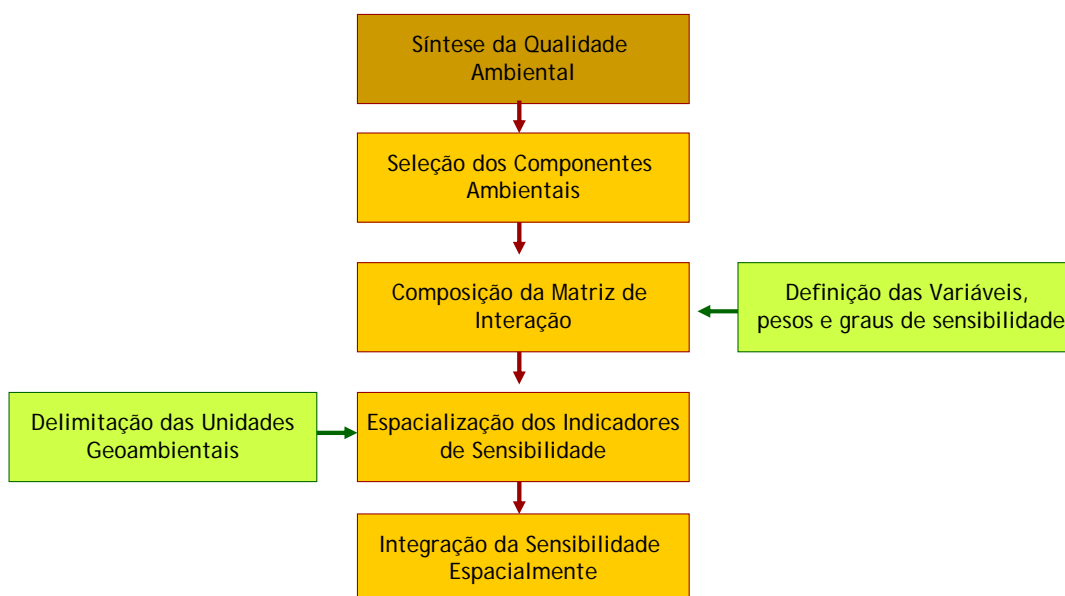 Síntese da Qualidade
Ambiental
Seleção dos Componentes
Ambientais
Composição da Matriz de
Interação
Definição das Variáveis,
pesos e graus de sensibilidade
Delimitação das Unidades
Geoambientais
Espacialização dos Indicadores
de Sensibilidade
Integração da Sensibilidade
Espacialmente